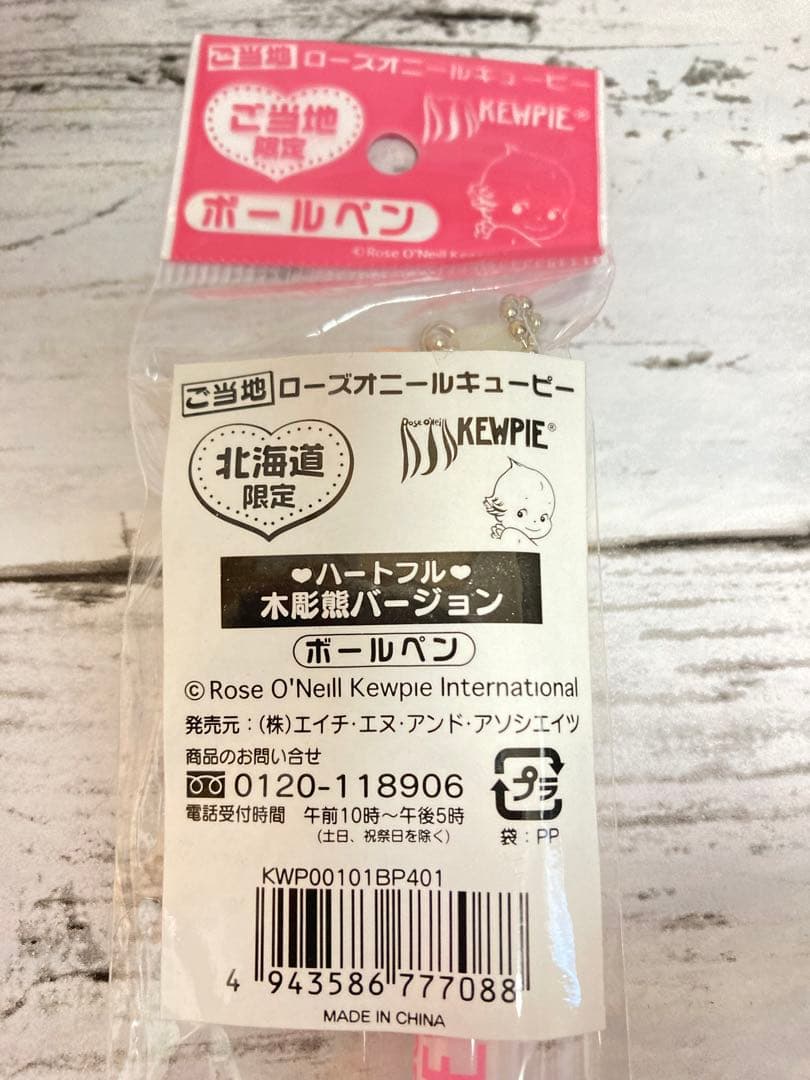 ご当地 ローズオニールキューピー
ご当地
限定
KEWPIE®
ボールペン
©Rose O'Neill
ご当地 ローズオニールキューピー
北海道
限定
Rose O'Neill
KEWPIE®
♥ハートフル♥
木彫熊バージョン
ボールペン
©Rose O'Neill Kewpie International
発売元：(株)エイチ・エヌ・アンド・アソシエイツ
商品のお問い合せ
0120-118906
電話受付時間 午前10時～午後5時
(土日、祝祭日を除く)
プラ
袋：PP
KWP00101BP401
4 943586 777088
MADE IN CHINA